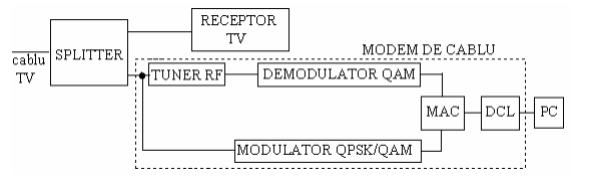 RECEPTOR
TV
SPLITTER
cablu
TV
MODEM DE CABLU
TUNER RF
DEMODULATOR QAM
MAC
DCL
PC
MODULATOR QPSK/QAM